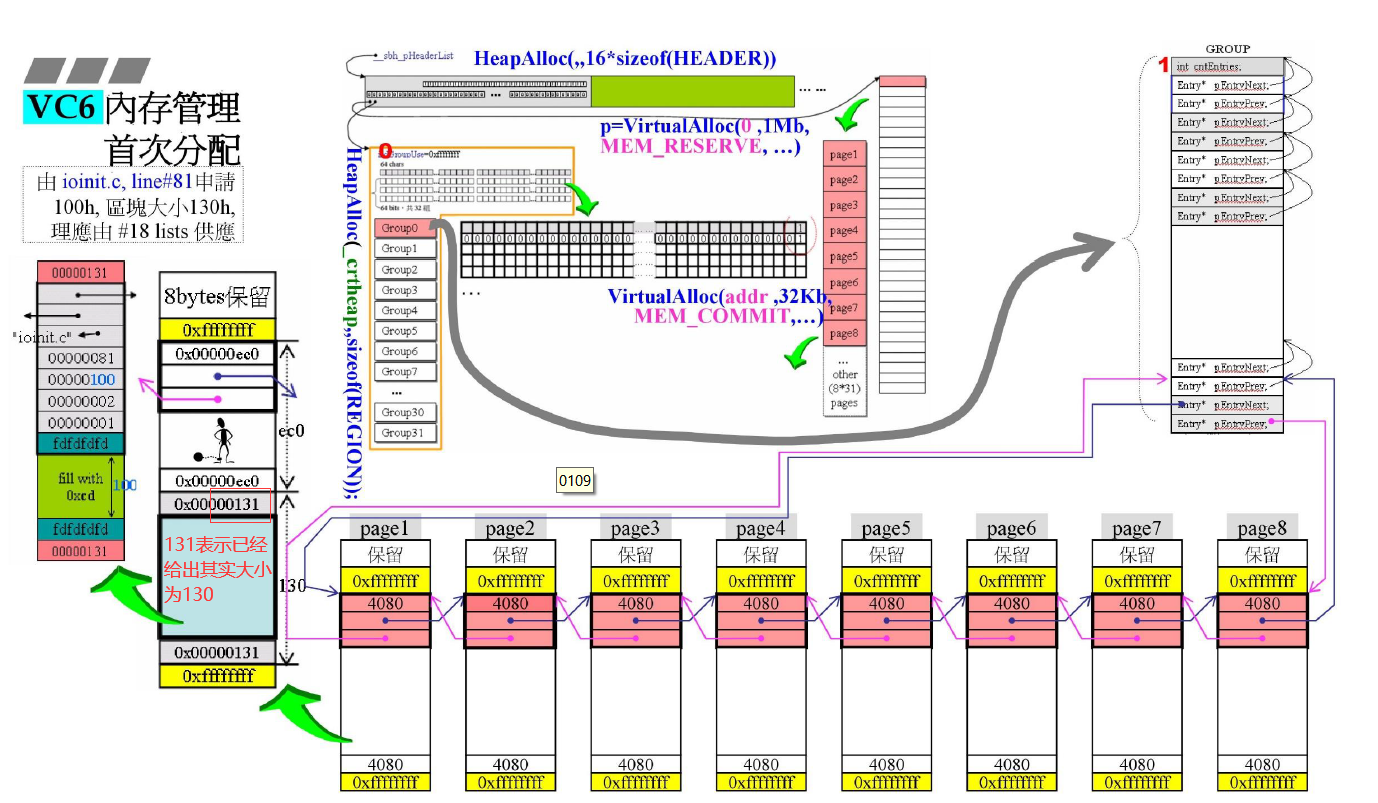 VC6 內存管理
首次分配
由 ioinit.c, line#81申請
100h, 區塊大小130h,
理應由 #18 lists 供應
__sbh_pHeaderList
HeapAlloc(,,16*sizeof(HEADER))
... ...
p=VirtualAlloc(0 ,1Mb,
MEM_RESERVE, …)
HeapAlloc(_crtheap,,sizeof(REGION));
0
GroupUse=0xffffffff
64 chars
64 bits，共 32 組
Group0
Group1
Group2
Group3
Group4
Group5
Group6
Group7
...
Group30
Group31
...
VirtualAlloc(addr ,32Kb,
MEM_COMMIT,…)
page1
page2
page3
page4
page5
page6
page7
page8
...
other
(8*31)
pages
GROUP
1
int cntEntries;
Entry* pEntryNext;
Entry* pEntryPrev;
Entry* pEntryNext;
Entry* pEntryPrev;
Entry* pEntryNext;
Entry* pEntryPrev;
Entry* pEntryNext;
Entry* pEntryPrev;
Entry* pEntryNext;
Entry* pEntryPrev;
Entry* pEntryNext;
Entry* pEntryPrev;
00000131
"ioinit.c"
00000081
00000100
00000002
00000001
fdfdfdfd
fill with
0xcd
100
fdfdfdfd
00000131
8bytes保留
0xffffffff
0x00000ec0
ec0
0x00000ec0
0x00000131
131表示已经
给出其实大小
为130
130
0x00000131
0xffffffff
0109
page1 page2 page3 page4 page5 page6 page7 page8
保留 保留 保留 保留 保留 保留 保留 保留
0xffffffff 0xffffffff 0xffffffff 0xffffffff 0xffffffff 0xffffffff 0xffffffff 0xffffffff
4080 4080 4080 4080 4080 4080 4080 4080
4080 4080 4080 4080 4080 4080 4080 4080
0xffffffff 0xffffffff 0xffffffff 0xffffffff 0xffffffff 0xffffffff 0xffffffff 0xffffffff